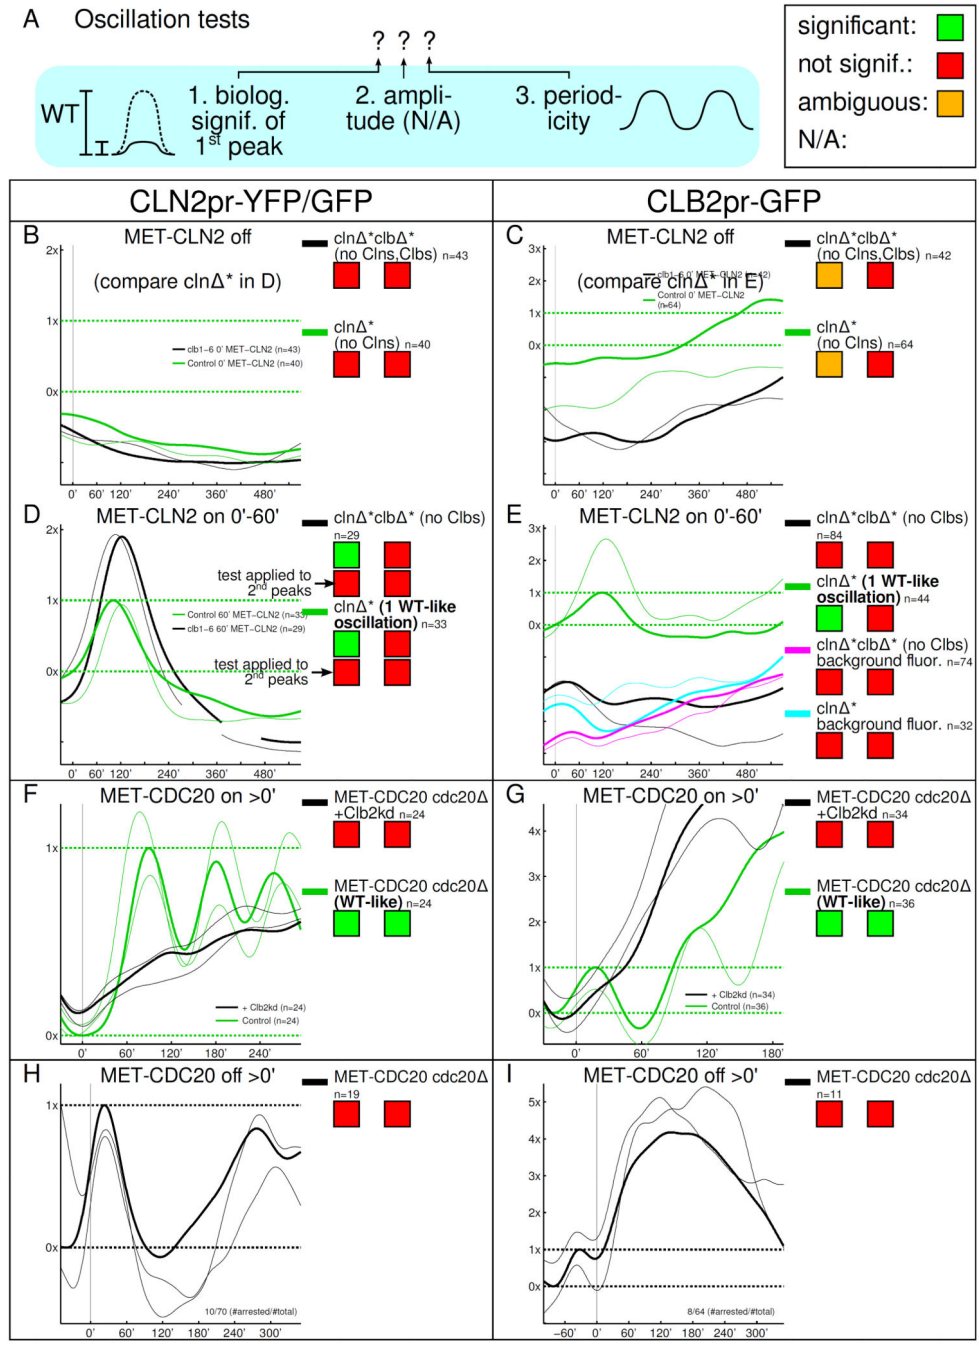 A Oscillation tests
? ? ?
WT
1. biolog. signif. of 1st peak
2. ampli-tude (N/A)
3. period-icity
significant:
not signif.:
ambiguous:
N/A:
CLN2pr-YFP/GFP
CLB2pr-GFP
B MET-CLN2 off
(compare clnΔ* in D)
2x
1x
0x
clb1-6 0' MET-CLN2 (n=43)
Control 0' MET-CLN2 (n=40)
0' 60' 120' 240' 360' 480'
clnΔ*clbΔ*
(no Clns,Clbs) n=43
clnΔ*
(no Clns) n=40
C MET-CLN2 off
(compare clnΔ* in E)
3x
2x
1x
0x
clb1-6 0' MET-CLN2 (n=42)
Control 0' MET-CLN2
(n=64)
0' 60' 120' 240' 360' 480'
clnΔ*clbΔ*
(no Clns,Clbs) n=42
clnΔ*
(no Clns) n=64
D MET-CLN2 on 0'-60'
2x
1x
0x
Control 60' MET-CLN2 (n=33)
clb1-6 60' MET-CLN2 (n=29)
0' 60' 120' 240' 360' 480'
clnΔ*clbΔ* (no Clbs)
n=29
test applied to
2nd peaks
clnΔ* (1 WT-like
oscillation) n=33
test applied to
2nd peaks
E MET-CLN2 on 0'-60'
3x
2x
1x
0x
0' 60' 120' 240' 360' 480'
clnΔ*clbΔ* (no Clbs)
n=84
clnΔ* (1 WT-like
oscillation) n=44
clnΔ*clbΔ* (no Clbs)
background fluor. n=74
clnΔ*
background fluor. n=32
F MET-CDC20 on >0'
1x
0x
+ Clb2kd (n=24)
Control (n=24)
0' 60' 120' 180' 240'
MET-CDC20 cdc20Δ
+Clb2kd n=24
MET-CDC20 cdc20Δ
(WT-like) n=24
G MET-CDC20 on >0'
4x
3x
2x
1x
0x
+ Clb2kd (n=34)
Control (n=36)
0' 60' 120' 180'
MET-CDC20 cdc20Δ
+Clb2kd n=34
MET-CDC20 cdc20Δ
(WT-like) n=36
H MET-CDC20 off >0'
1x
0x
10/70 (#arrested/#total)
0' 60' 120' 180' 240' 300'
MET-CDC20 cdc20Δ
n=19
I MET-CDC20 off >0'
5x
4x
3x
2x
1x
0x
8/64 (#arrested/#total)
−60' 0' 60' 120' 180' 240' 300'
MET-CDC20 cdc20Δ
n=11